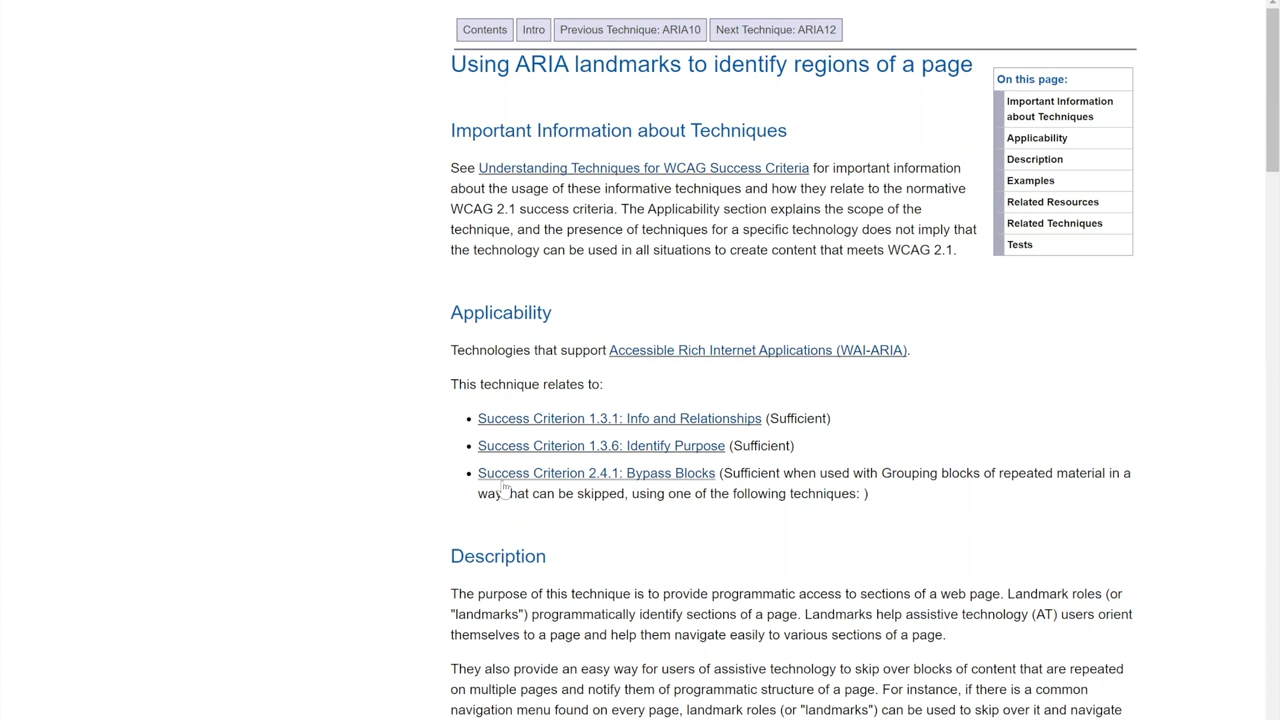 Contents Intro Previous Technique: ARIA10 Next Technique: ARIA12
Using ARIA landmarks to identify regions of a page
On this page:
Important Information
about Techniques
Applicability
Description
Examples
Related Resources
Related Techniques
Tests
Important Information about Techniques
See Understanding Techniques for WCAG Success Criteria for important information
about the usage of these informative techniques and how they relate to the normative
WCAG 2.1 success criteria. The Applicability section explains the scope of the
technique, and the presence of techniques for a specific technology does not imply that
the technology can be used in all situations to create content that meets WCAG 2.1.
Applicability
Technologies that support Accessible Rich Internet Applications (WAI-ARIA).
This technique relates to:
• Success Criterion 1.3.1: Info and Relationships (Sufficient)
• Success Criterion 1.3.6: Identify Purpose (Sufficient)
• Success Criterion 2.4.1: Bypass Blocks (Sufficient when used with Grouping blocks of repeated material in a
way that can be skipped, using one of the following techniques: )
Description
The purpose of this technique is to provide programmatic access to sections of a web page. Landmark roles (or
"landmarks") programmatically identify sections of a page. Landmarks help assistive technology (AT) users orient
themselves to a page and help them navigate easily to various sections of a page.
They also provide an easy way for users of assistive technology to skip over blocks of content that are repeated
on multiple pages and notify them of programmatic structure of a page. For instance, if there is a common
navigation menu found on every page, landmark roles (or "landmarks") can be used to skip over it and navigate